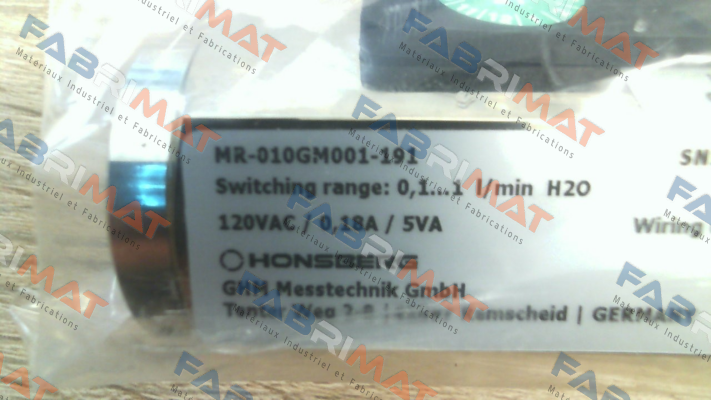 MR-010GM001-191
SN
Switching range: 0,1...1 l/min H2O
120VAC / 0,18A / 5VA
Wiring
HONSBERG
GHM Messtechnik GmbH
Weg | GERMANY
FABRIMAT
Materiaux Industriel et Fabrications